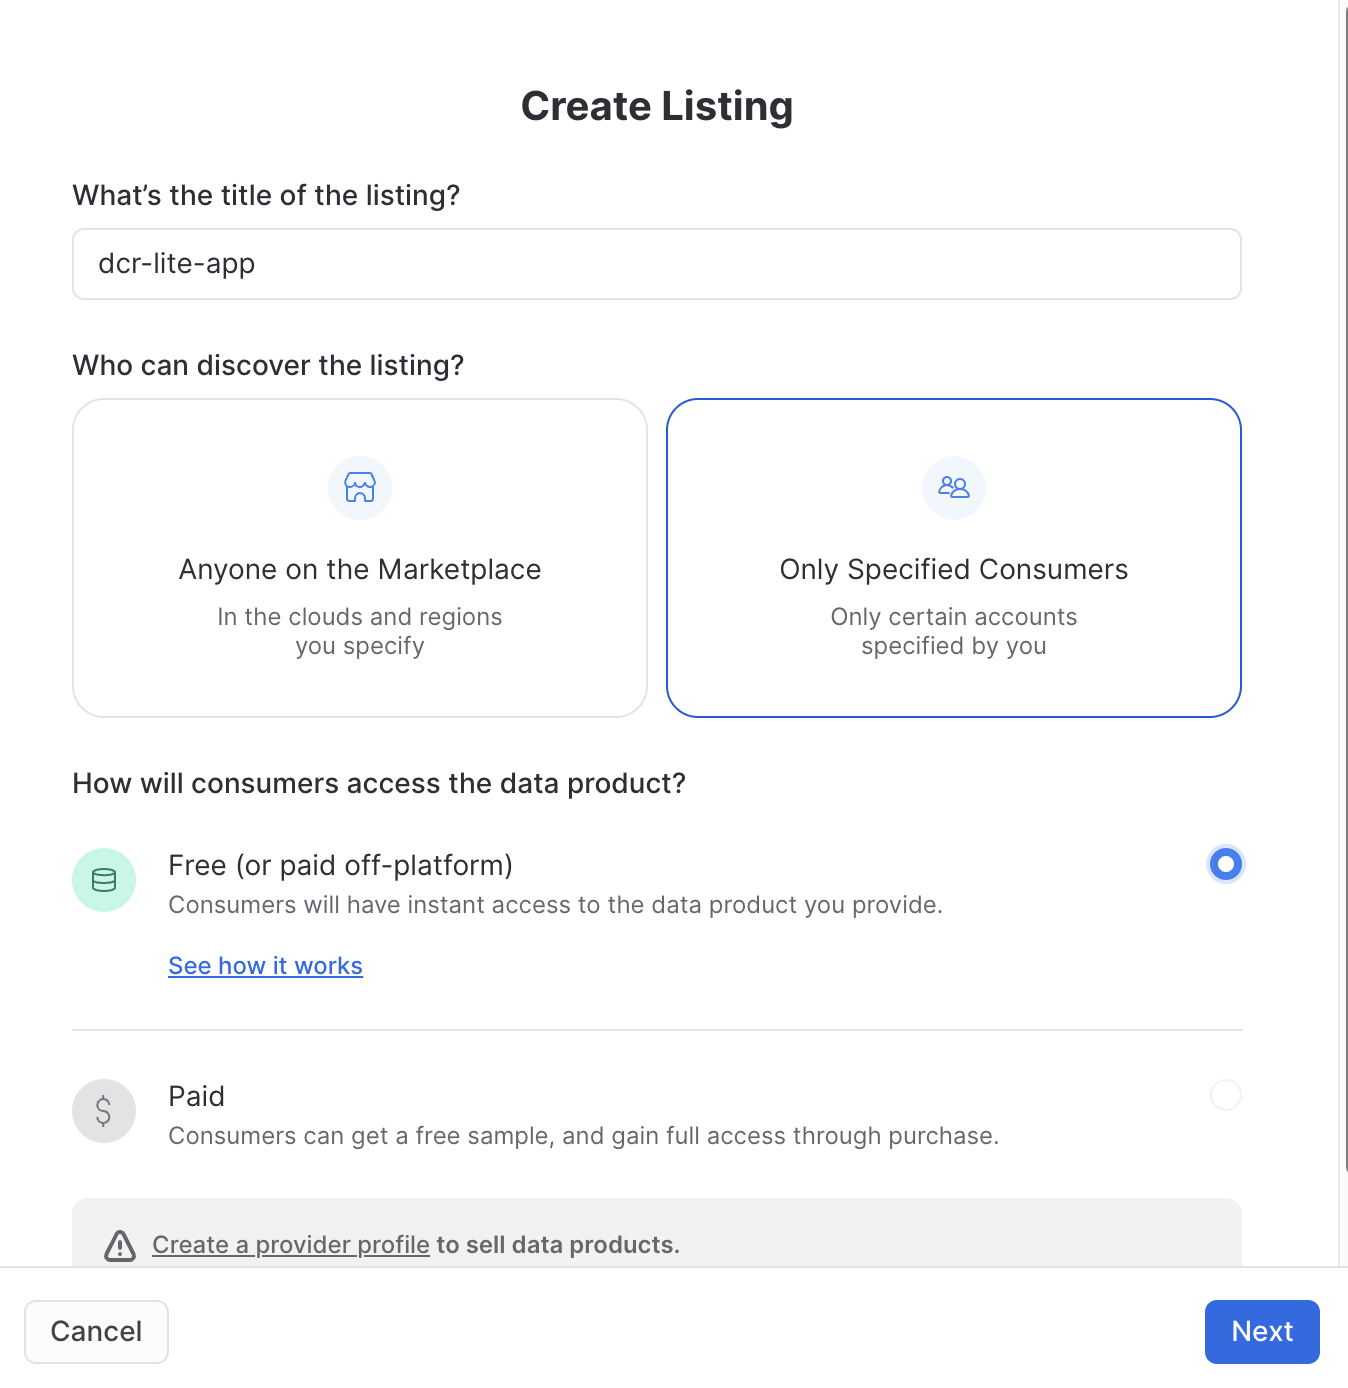 Create Listing
What’s the title of the listing?
dcr-lite-app
Who can discover the listing?
Anyone on the Marketplace
In the clouds and regions
you specify
Only Specified Consumers
Only certain accounts
specified by you
How will consumers access the data product?
Free (or paid off-platform)
Consumers will have instant access to the data product you provide.
See how it works
$
Paid
Consumers can get a free sample, and gain full access through purchase.
Create a provider profile to sell data products.
Cancel
Next